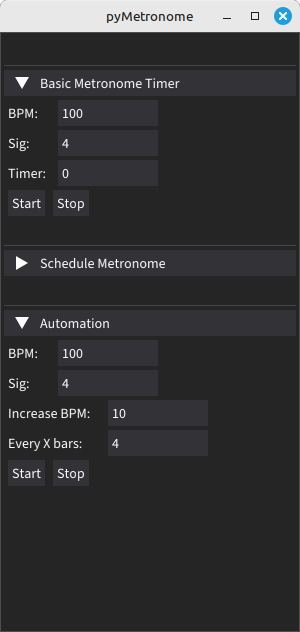 pyMetronome
Basic Metronome Timer
BPM: 100
Sig: 4
Timer: 0
Start Stop
Schedule Metronome
Automation
BPM: 100
Sig: 4
Increase BPM: 10
Every X bars: 4
Start Stop